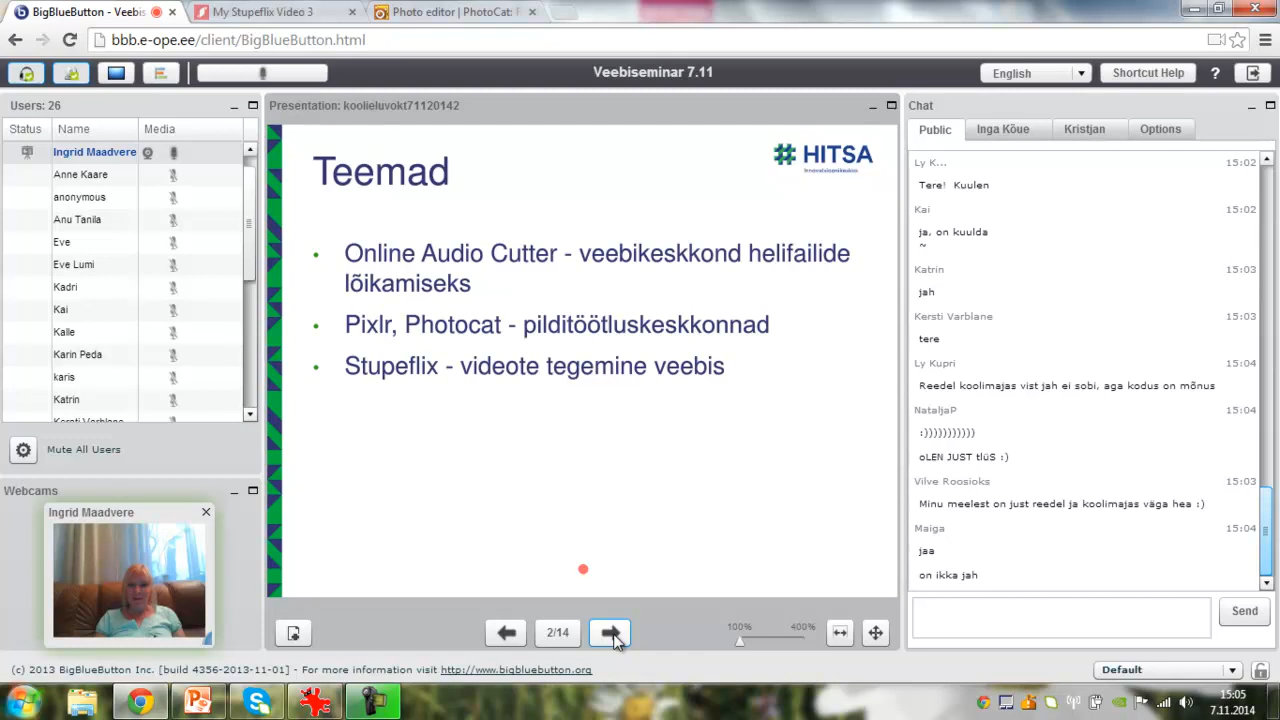 BigBlueButton - Veebis
My Stupeflix Video 3
Photo editor | PhotoCat: F
bbb.e-ope.ee/client/BigBlueButton.html
Veebiseminar 7.11
English
Shortcut Help
?
Users: 26
Status Name Media
Ingrid Maadvere
Anne Kaare
anonymous
Anu Tanila
Eve
Eve Lumi
Kadri
Kai
Kalle
Karin Peda
karis
Katrin
Kersti Varblane
Mute All Users
Webcams
Ingrid Maadvere
Presentation: koolieluvokt71120142
HITSA
Innovatsioonikeskus
Teemad
• Online Audio Cutter - veebikeskkond helifailide
lõikamiseks
• Pixlr, Photocat - pilditöötluskeskkonnad
• Stupeflix - videote tegemine veebis
2/14
100% 400%
Chat
Public Inga Kõue Kristjan Options
Ly K... 15:02
Tere! Kuulen
Kai 15:02
ja, on kuulda
~
Katrin 15:03
jah
Kersti Varblane 15:03
tere
Ly Kupri 15:04
Reedel koolimajas vist jah ei sobi, aga kodus on mõnus
NataljaP 15:04
:)))))))))))
oLEN JUST tlüS :)
Vilve Roosioks 15:03
Minu meelest on just reedel ja koolimajas väga hea :)
Maiga 15:04
jaa
on ikka jah
Send
(c) 2013 BigBlueButton Inc. [build 4356-2013-11-01] - For more information visit http://www.bigbluebutton.org
Default
15:05
7.11.2014